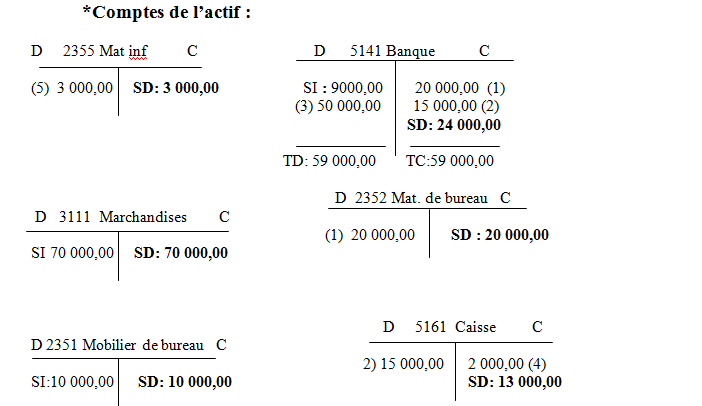 *Comptes de l’actif :
D 2355 Mat inf C
(5) 3 000,00 SD: 3 000,00
D 5141 Banque C
SI : 9000,00 20 000,00 (1)
(3) 50 000,00 15 000,00 (2)
SD: 24 000,00
TD: 59 000,00 TC:59 000,00
D 3111 Marchandises C
SI 70 000,00 SD: 70 000,00
D 2352 Mat. de bureau C
(1) 20 000,00 SD : 20 000,00
D 2351 Mobilier de bureau C
SI:10 000,00 SD: 10 000,00
D 5161 Caisse C
2) 15 000,00 2 000,00 (4)
SD: 13 000,00